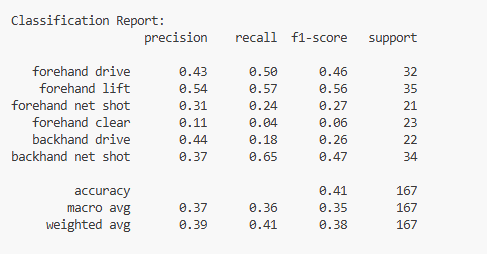 Classification Report:
precision recall f1-score support
forehand drive 0.43 0.50 0.46 32
forehand lift 0.54 0.57 0.56 35
forehand net shot 0.31 0.24 0.27 21
forehand clear 0.11 0.04 0.06 23
backhand drive 0.44 0.18 0.26 22
backhand net shot 0.37 0.65 0.47 34
accuracy 0.41 167
macro avg 0.37 0.36 0.35 167
weighted avg 0.39 0.41 0.38 167